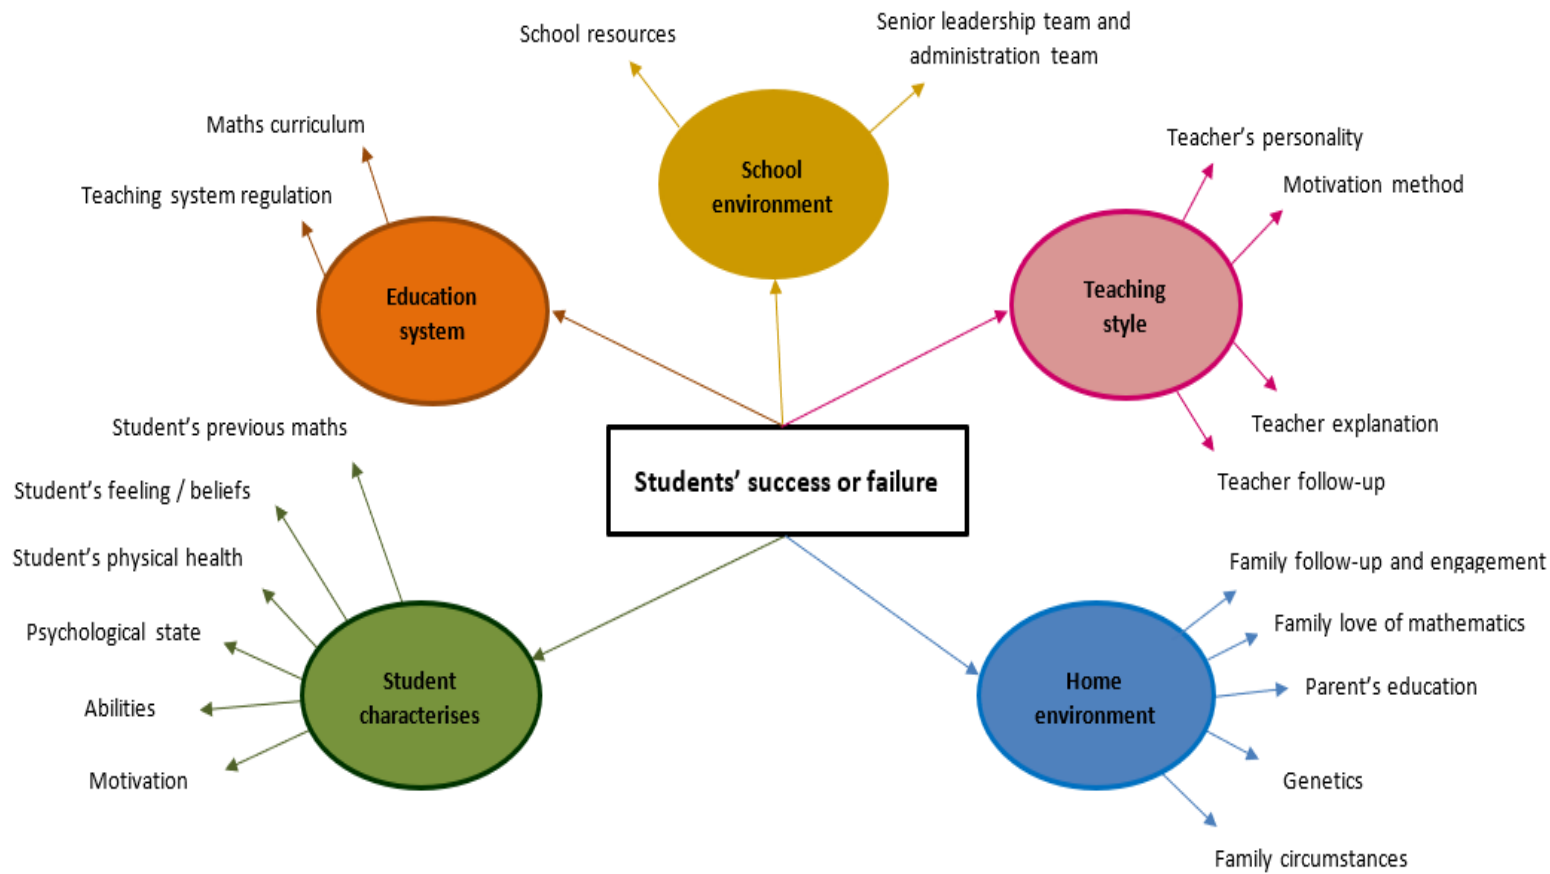 School resources
Senior leadership team and
administration team
Maths curriculum
Teaching system regulation
Teacher's personality
Motivation method
School
environment
Education
system
Teaching
style
Teacher explanation
Teacher follow-up
Students' success or failure
Student's previous maths
Student's feeling / beliefs
Student's physical health
Psychological state
Abilities
Motivation
Student
characterises
Home
environment
Family follow-up and engagement
Family love of mathematics
Parent's education
Genetics
Family circumstances